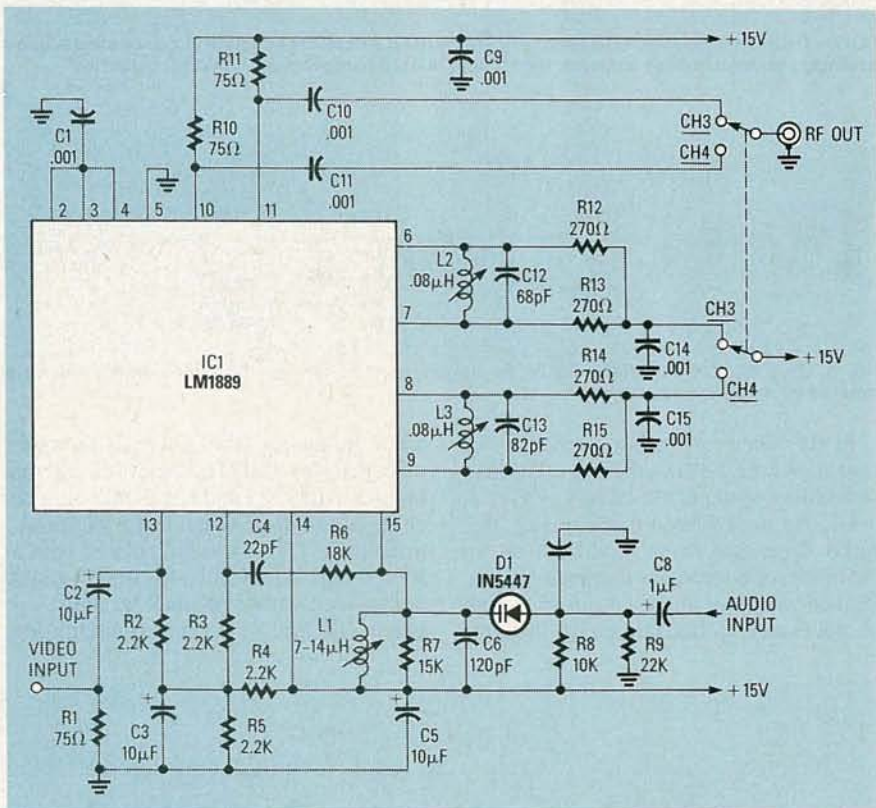 +15V
R11
75Ω
C9
.001
C10
.001
CH3
RF OUT
C1
.001
R10
75Ω
CH4
C11
.001
2 3 4 5 10 11
6
R12
270Ω
L2
.08μH
C12
68pF
R13
270Ω
CH3
7
IC1
LM1889
R14
270Ω
C14
.001
+15V
8
CH4
L3
.08μH
C13
82pF
R15
270Ω
C15
.001
9
13 12 14 15
C4
22pF
R6
18K
D1
IN5447
C8
1μF
C2
10μF
+
AUDIO
INPUT
R2
2.2K
R3
2.2K
L1
7-14μH
VIDEO
INPUT
R4
2.2K
R7
15K
C6
120pF
R8
10K
R9
22K
+15V
+
+
R1
75Ω
C3
10μF
R5
2.2K
C5
10μF